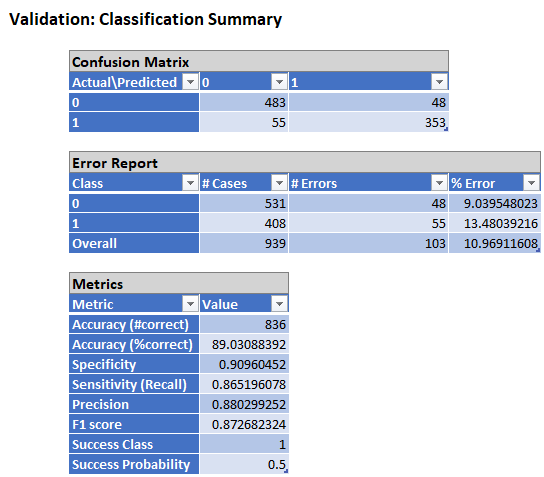 Validation: Classification Summary
Confusion Matrix
Actual\Predicted 0 1
0 483 48
1 55 353
Error Report
Class # Cases # Errors % Error
0 531 48 9.039548023
1 408 55 13.48039216
Overall 939 103 10.96911608
Metrics
Metric Value
Accuracy (#correct) 836
Accuracy (%correct) 89.03088392
Specificity 0.90960452
Sensitivity (Recall) 0.865196078
Precision 0.880299252
F1 score 0.872682324
Success Class 1
Success Probability 0.5